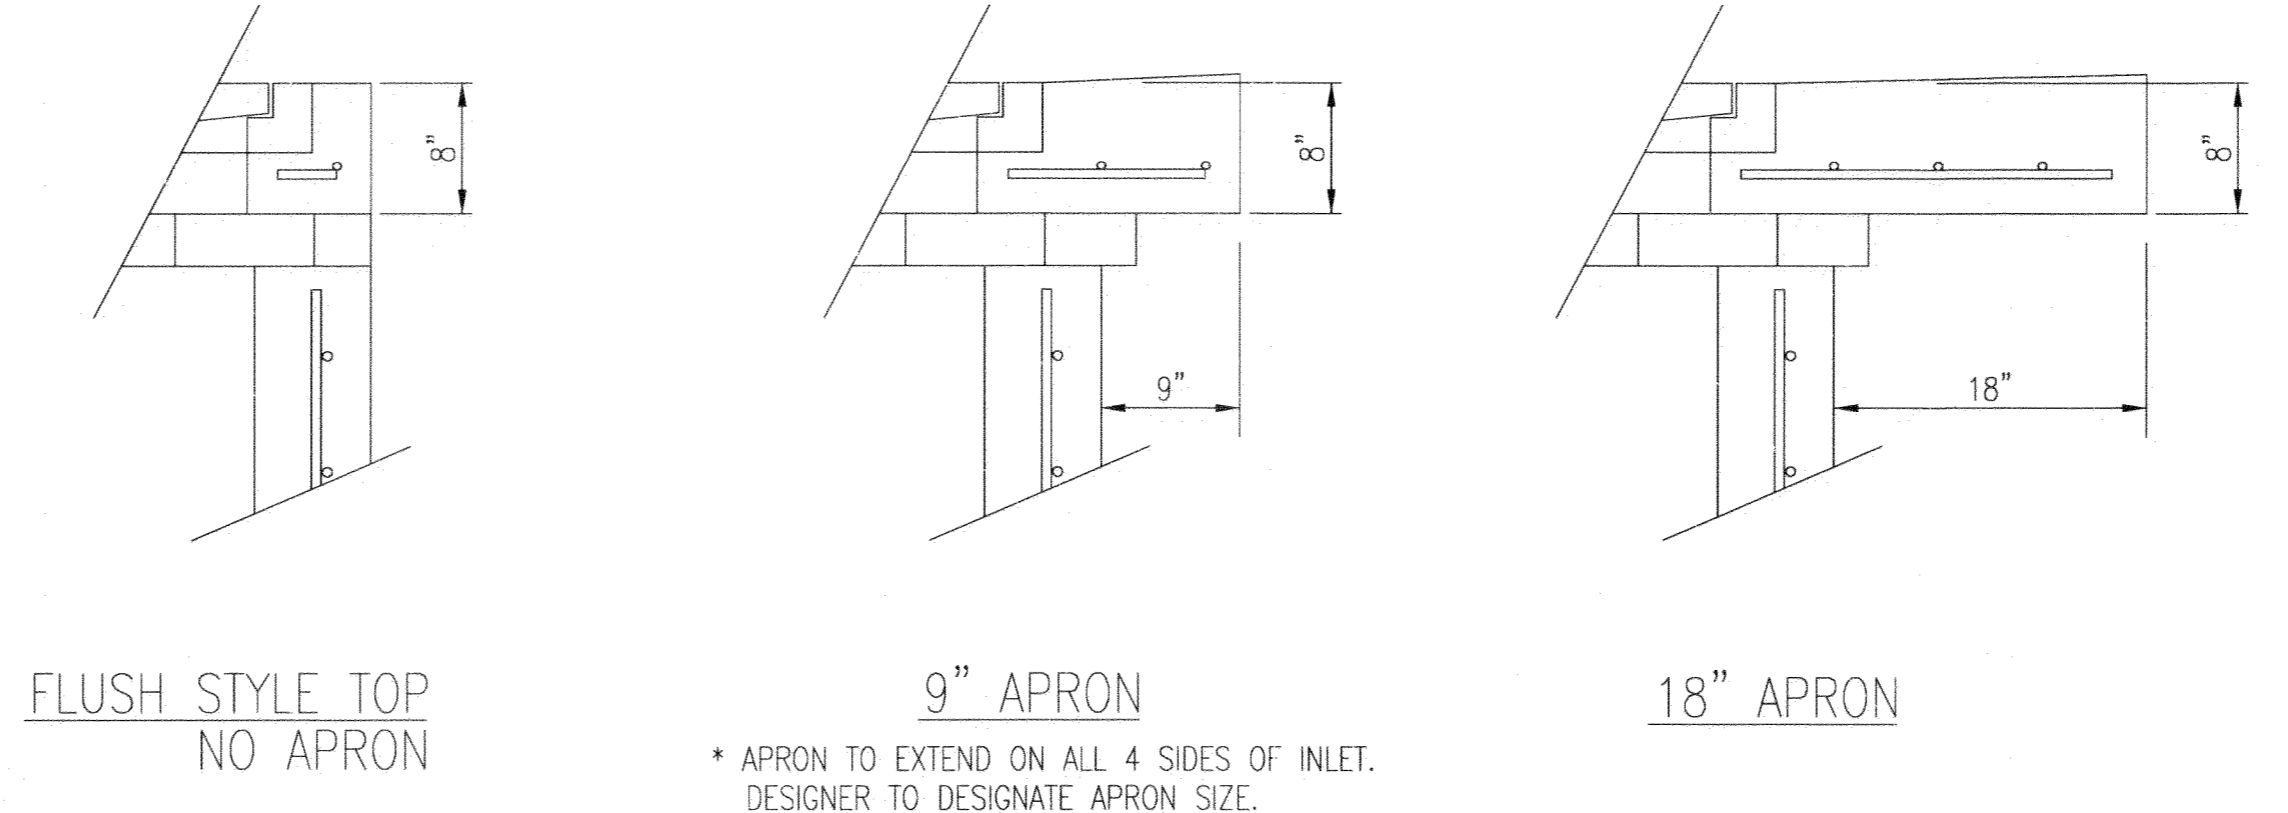 8" 8" 8"
9" 18"
FLUSH STYLE TOP
NO APRON
9" APRON
* APRON TO EXTEND ON ALL 4 SIDES OF INLET.
DESIGNER TO DESIGNATE APRON SIZE.
18" APRON